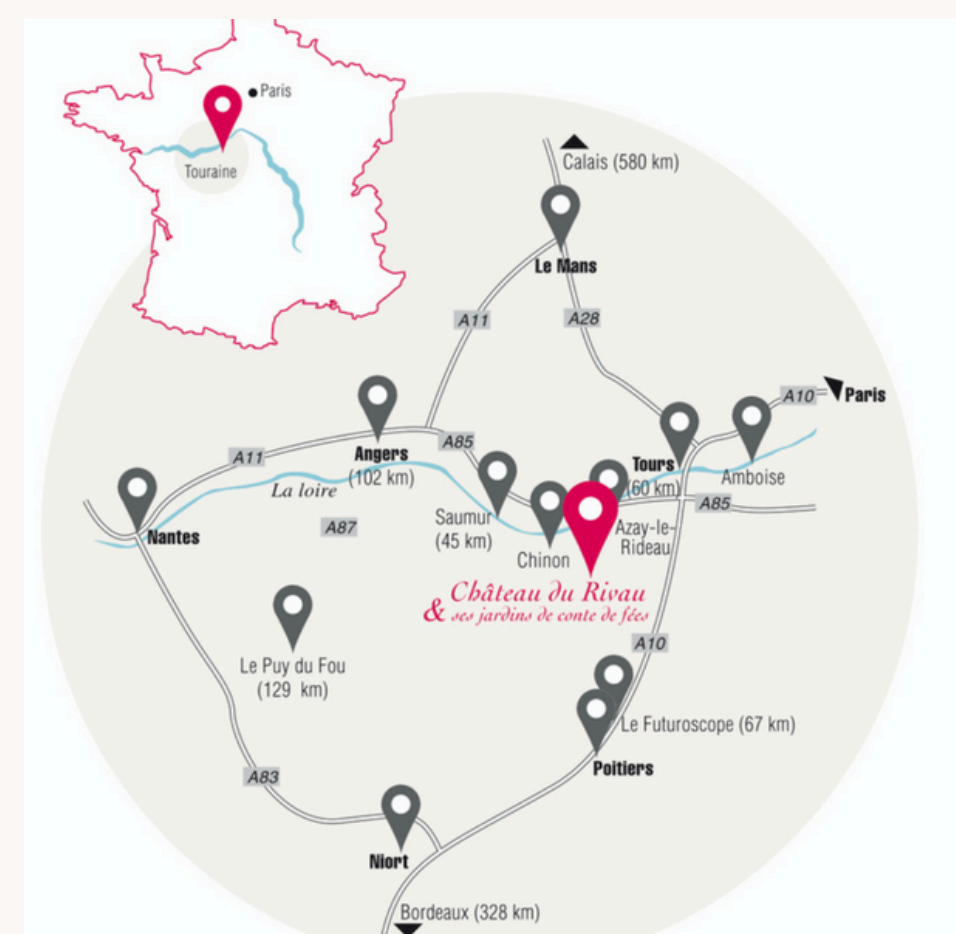 Paris
Touraine
Calais (580 km)
Le Mans
A11
A28
A10
Paris
Angers
(102 km)
A85
A11
La loire
Tours
(60 km)
Amboise
A85
Nantes
A87
Saumur
(45 km)
Chinon
Azay-le-
Rideau
Château du Rivau
& ses jardins de conte de fées
A10
Le Puy du Fou
(129 km)
Le Futuroscope (67 km)
Poitiers
A83
Niort
Bordeaux (328 km)